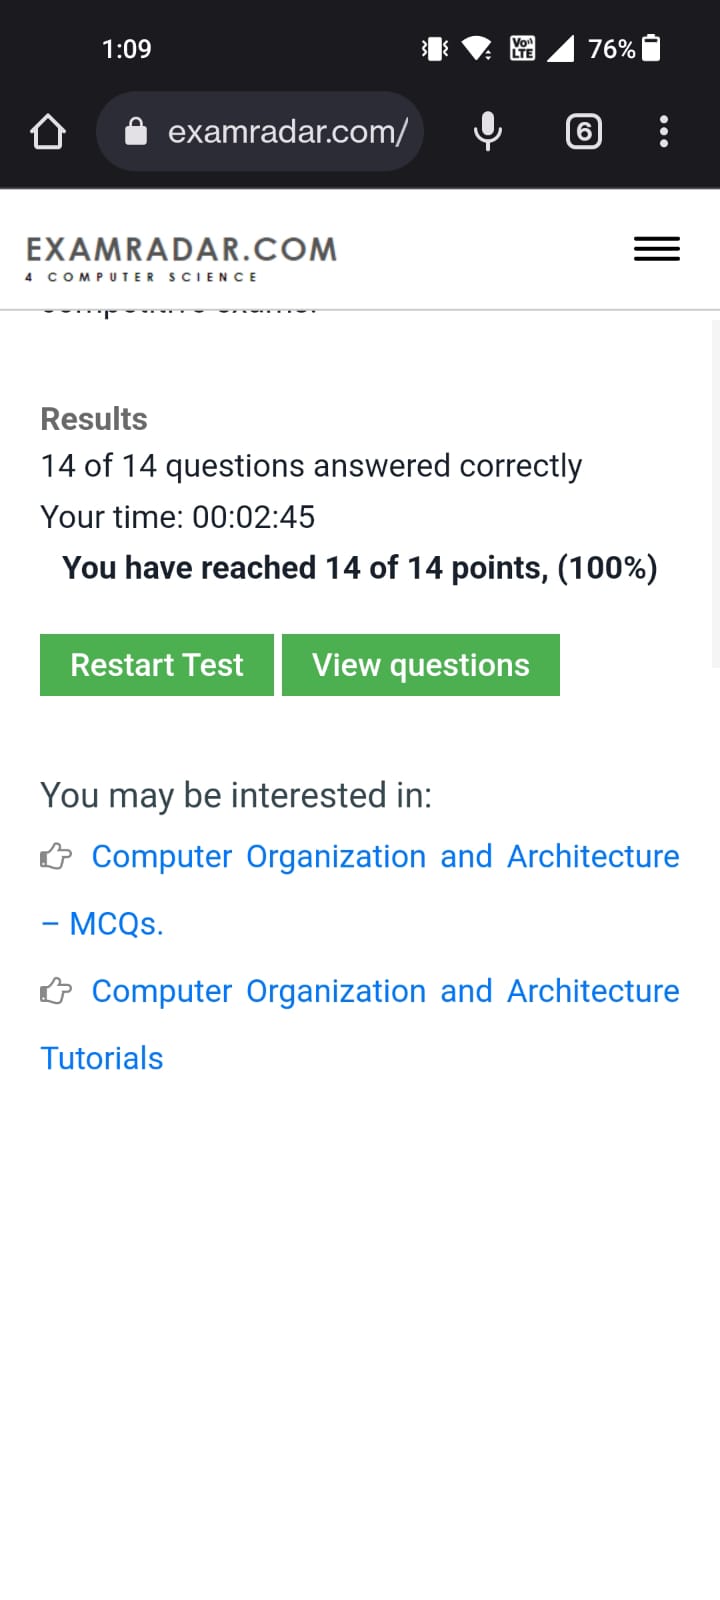 1:09
Vo)) LTE
76%
examradar.com/
6
EXAMRADAR.COM
4 COMPUTER SCIENCE
Results
14 of 14 questions answered correctly
Your time: 00:02:45
You have reached 14 of 14 points, (100%)
Restart Test
View questions
You may be interested in:
Computer Organization and Architecture
– MCQs.
Computer Organization and Architecture
Tutorials